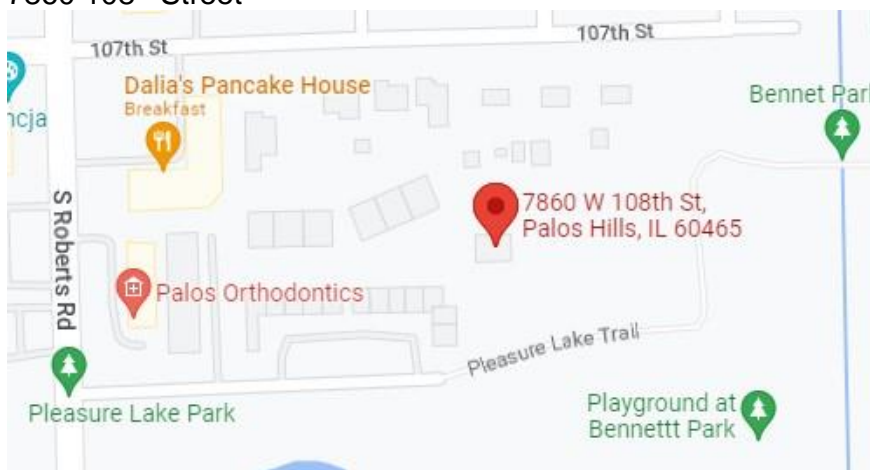 107th St
107th St
Dalia's Pancake House
Breakfast
Bennet Par
ncja
7860 W 108th St,
Palos Hills, IL 60465
S Roberts Rd
Palos Orthodontics
Pleasure Lake Trail
Pleasure Lake Park
Playground at
Bennettt Park